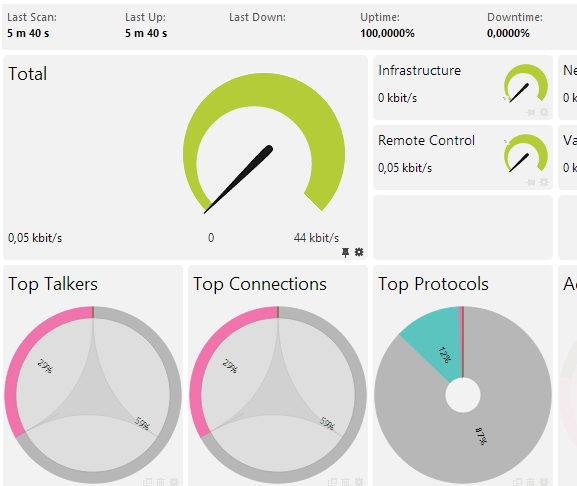 Last Scan: Last Up: Last Down: Uptime: Downtime:
5 m 40 s 5 m 40 s 100,0000% 0,0000%
Total
0,05 kbit/s 0 44 kbit/s
Infrastructure
0 kbit/s
Remote Control
0,05 kbit/s
Ne
0 k
Va
0 k
Top Talkers
29%
59%
Top Connections
29%
59%
Top Protocols
12%
87%